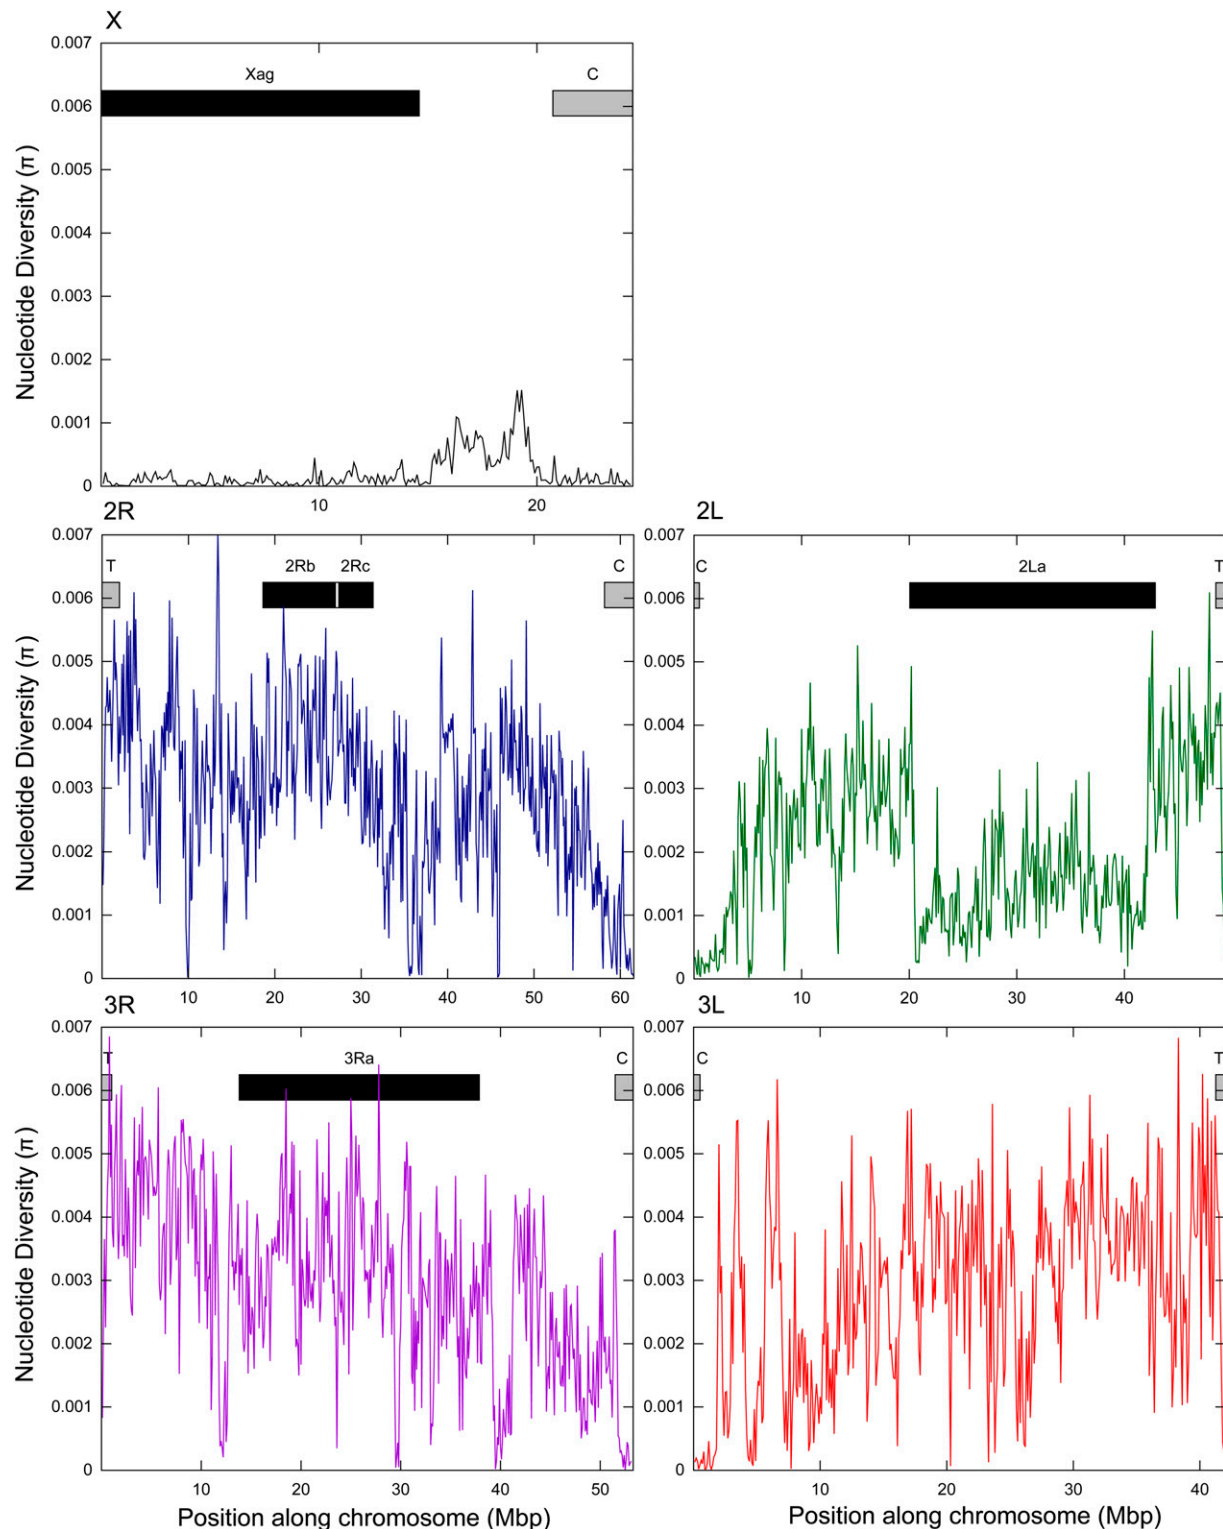 X
0.007
0.006
0.005
0.004
0.003
0.002
0.001
0
Nucleotide Diversity (π)
Xag
C
10
20
2R
0.007
0.006
0.005
0.004
0.003
0.002
0.001
0
Nucleotide Diversity (π)
T
2Rb
2Rc
C
10
20
30
40
50
60
2L
0.007
0.006
0.005
0.004
0.003
0.002
0.001
0
C
2La
T
10
20
30
40
3R
0.007
0.006
0.005
0.004
0.003
0.002
0.001
0
Nucleotide Diversity (π)
T
3Ra
C
10
20
30
40
50
Position along chromosome (Mbp)
3L
0.007
0.006
0.005
0.004
0.003
0.002
0.001
0
C
T
10
20
30
40
Position along chromosome (Mbp)